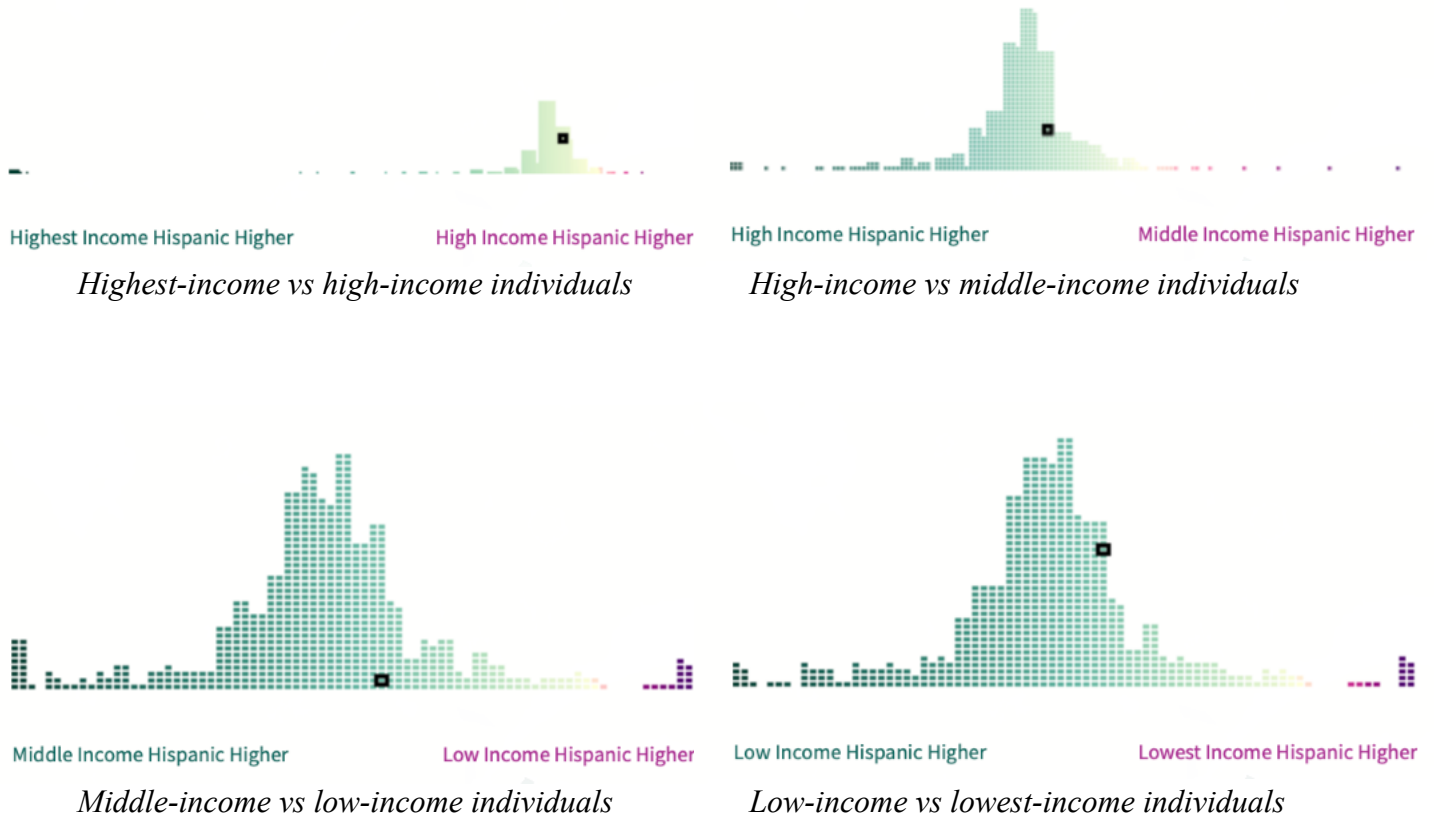 Highest Income Hispanic Higher
High Income Hispanic Higher
High Income Hispanic Higher
Middle Income Hispanic Higher
Highest-income vs high-income individuals
High-income vs middle-income individuals
Middle Income Hispanic Higher
Low Income Hispanic Higher
Low Income Hispanic Higher
Lowest Income Hispanic Higher
Middle-income vs low-income individuals
Low-income vs lowest-income individuals